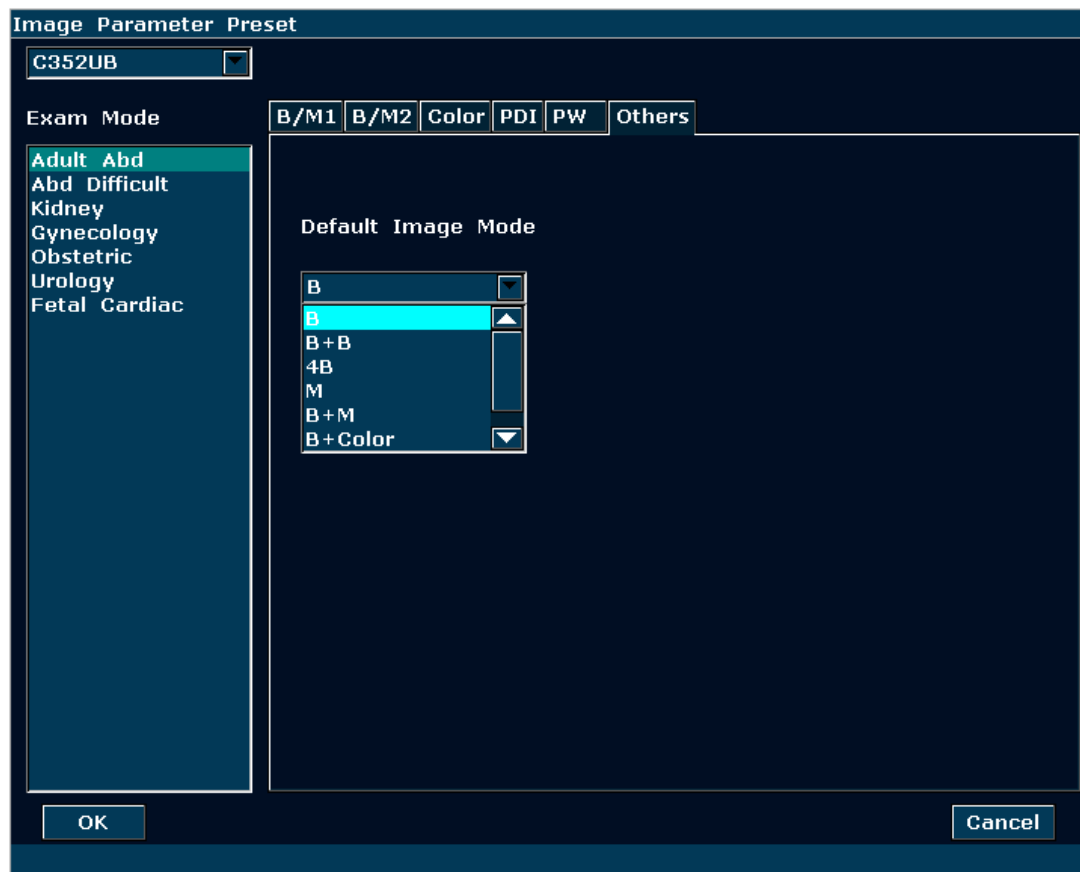 Image Parameter Preset
C352UB
Exam Mode
B/M1 B/M2 Color PDI PW Others
Adult Abd
Abd Difficult
Kidney
Gynecology
Obstetric
Urology
Fetal Cardiac
Default Image Mode
B
B
B+B
4B
M
B+M
B+Color
OK
Cancel